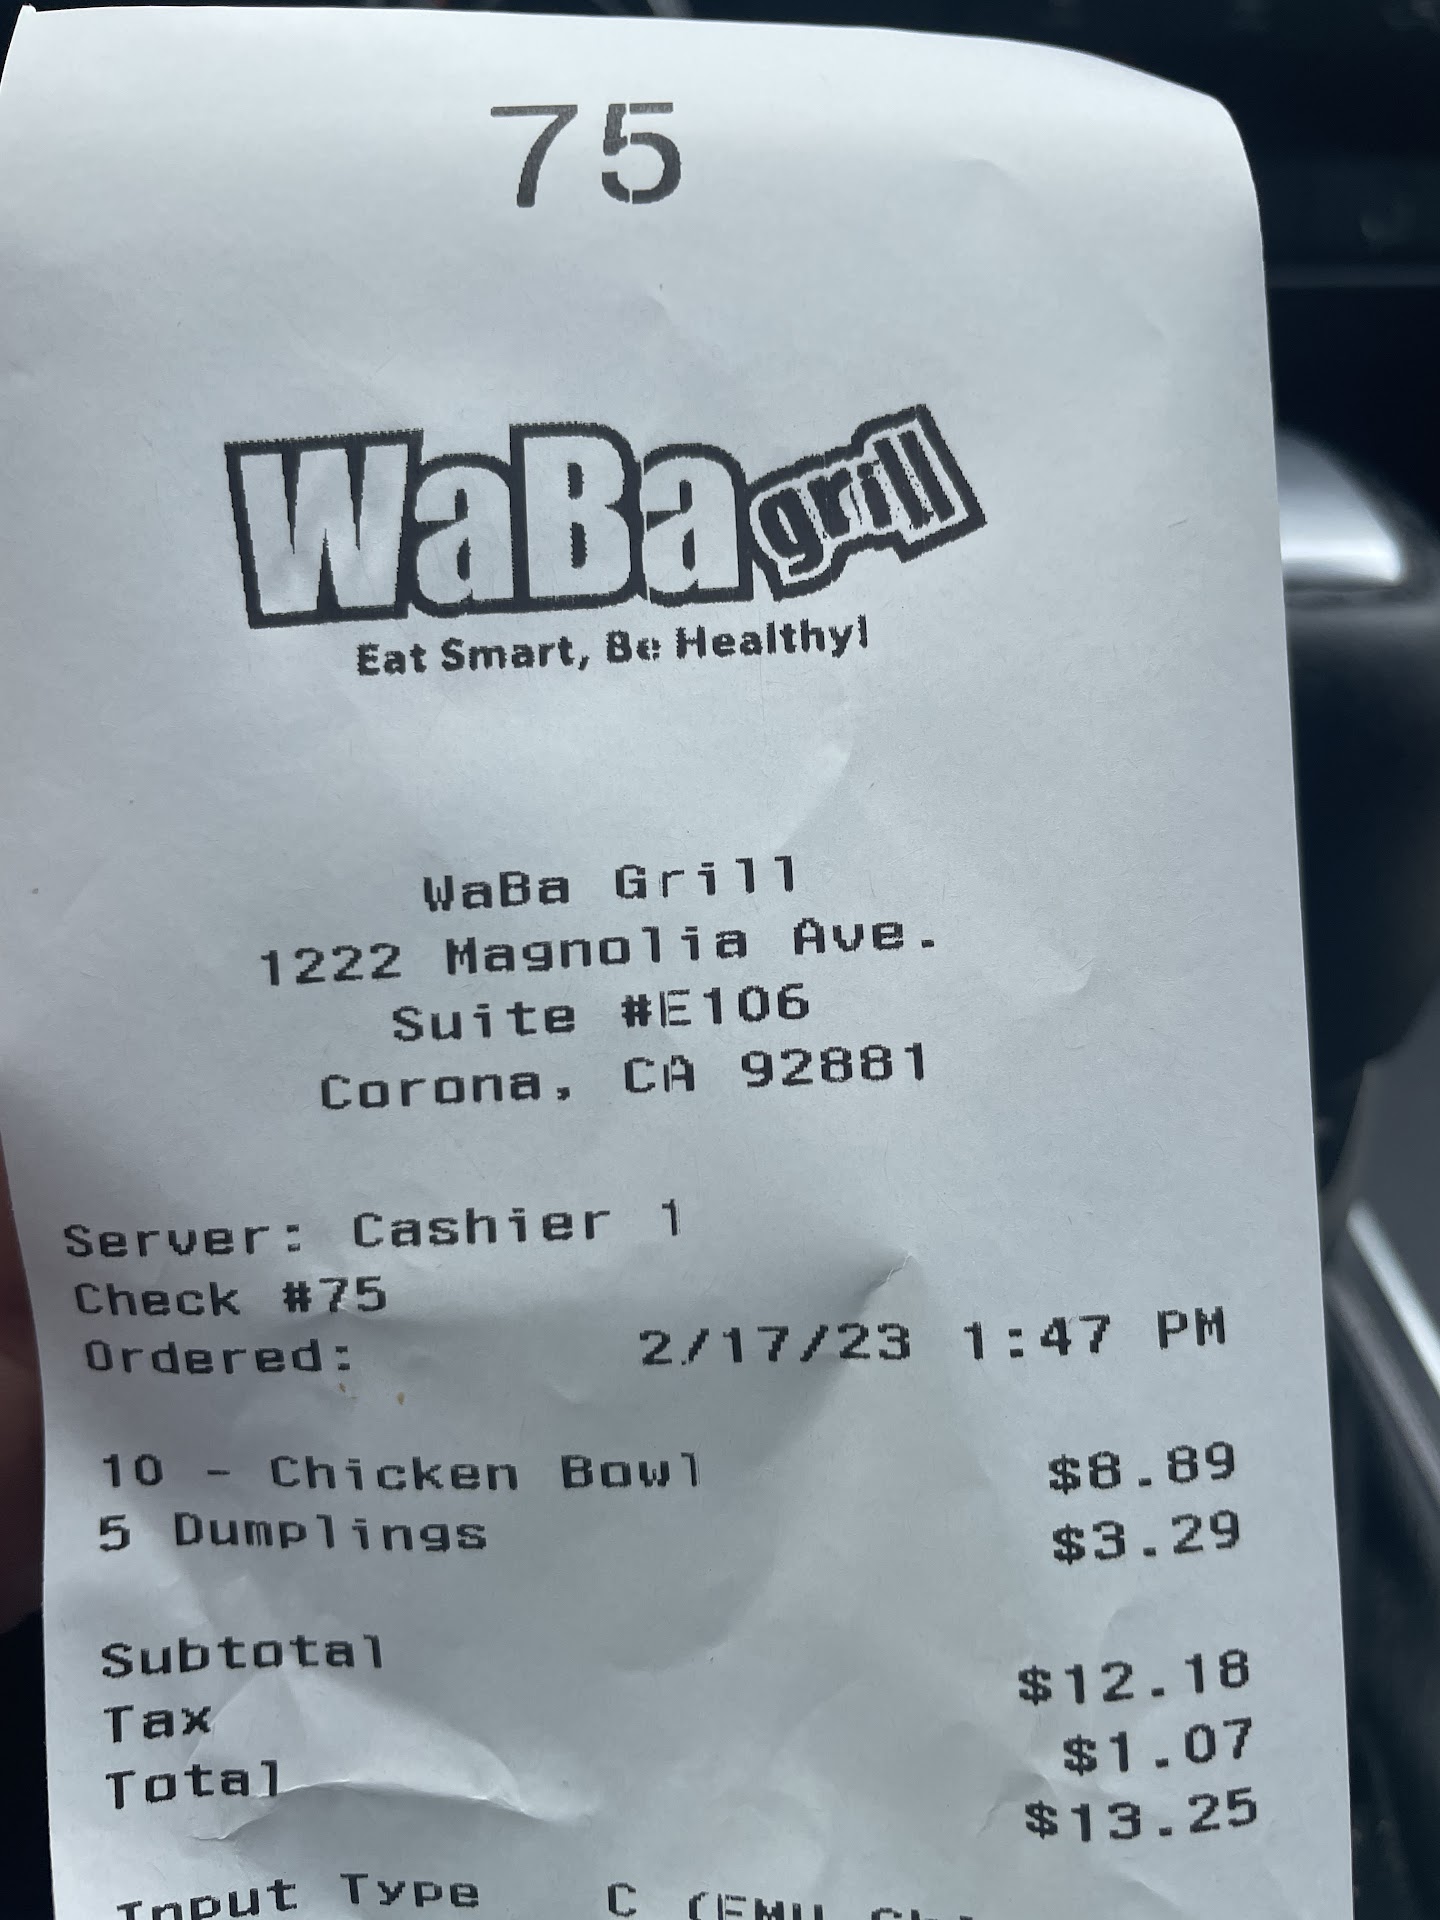 75
WaBa grill
Eat Smart, Be Healthy!
WaBa Grill
1222 Magnolia Ave.
Suite #E106
Corona, CA 92881
Server: Cashier 1
Check #75
Ordered: 2/17/23 1:47 PM
10 - Chicken Bowl $8.89
5 Dumplings $3.29
Subtotal $12.18
Tax $1.07
Total $13.25
Input Type C (EMV